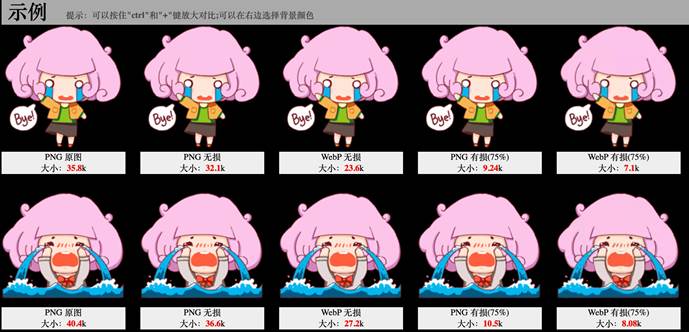 示例 提示：可以按住"ctrl"和"+"键放大对比;可以在右边选择背景颜色
Bye! Bye! Bye! Bye! Bye!
PNG 原图 PNG 无损 WebP 无损 PNG 有损(75%) WebP 有损(75%)
大小：35.8k 大小：32.1k 大小：23.6k 大小：9.24k 大小：7.1k
PNG 原图 PNG 无损 WebP 无损 PNG 有损(75%) WebP 有损(75%)
大小：40.4k 大小：36.6k 大小：27.2k 大小：10.5k 大小：8.08k